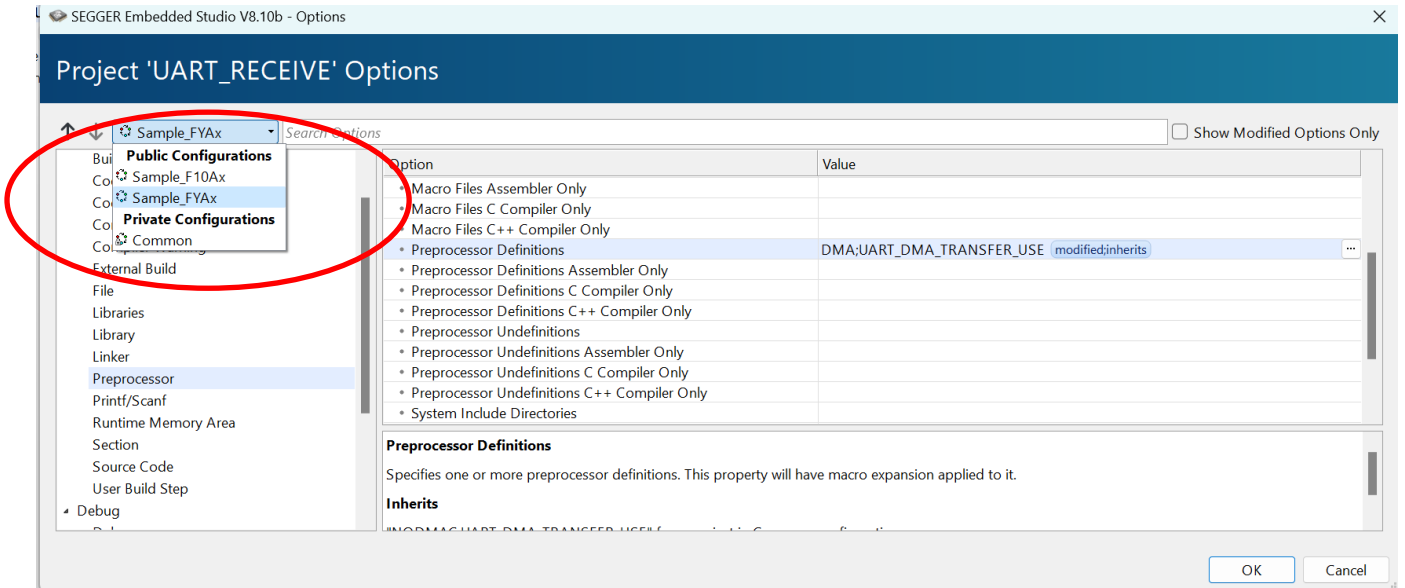 SEGGER Embedded Studio V8.10b - Options
Project 'UART_RECEIVE' Options
Sample_FYAx
Search Options
Show Modified Options Only
Public Configurations
Sample_F10Ax
Sample_FYAx
Private Configurations
Common
External Build
File
Libraries
Library
Linker
Preprocessor
Printf/Scanf
Runtime Memory Area
Section
Source Code
User Build Step
Debug
Option Value
Macro Files Assembler Only
Macro Files C Compiler Only
Macro Files C++ Compiler Only
Preprocessor Definitions DMA;UART_DMA_TRANSFER_USE modified;inherits ...
Preprocessor Definitions Assembler Only
Preprocessor Definitions C Compiler Only
Preprocessor Definitions C++ Compiler Only
Preprocessor Undefinitions
Preprocessor Undefinitions Assembler Only
Preprocessor Undefinitions C Compiler Only
Preprocessor Undefinitions C++ Compiler Only
System Include Directories
Preprocessor Definitions
Specifies one or more preprocessor definitions. This property will have macro expansion applied to it.
Inherits
OK
Cancel